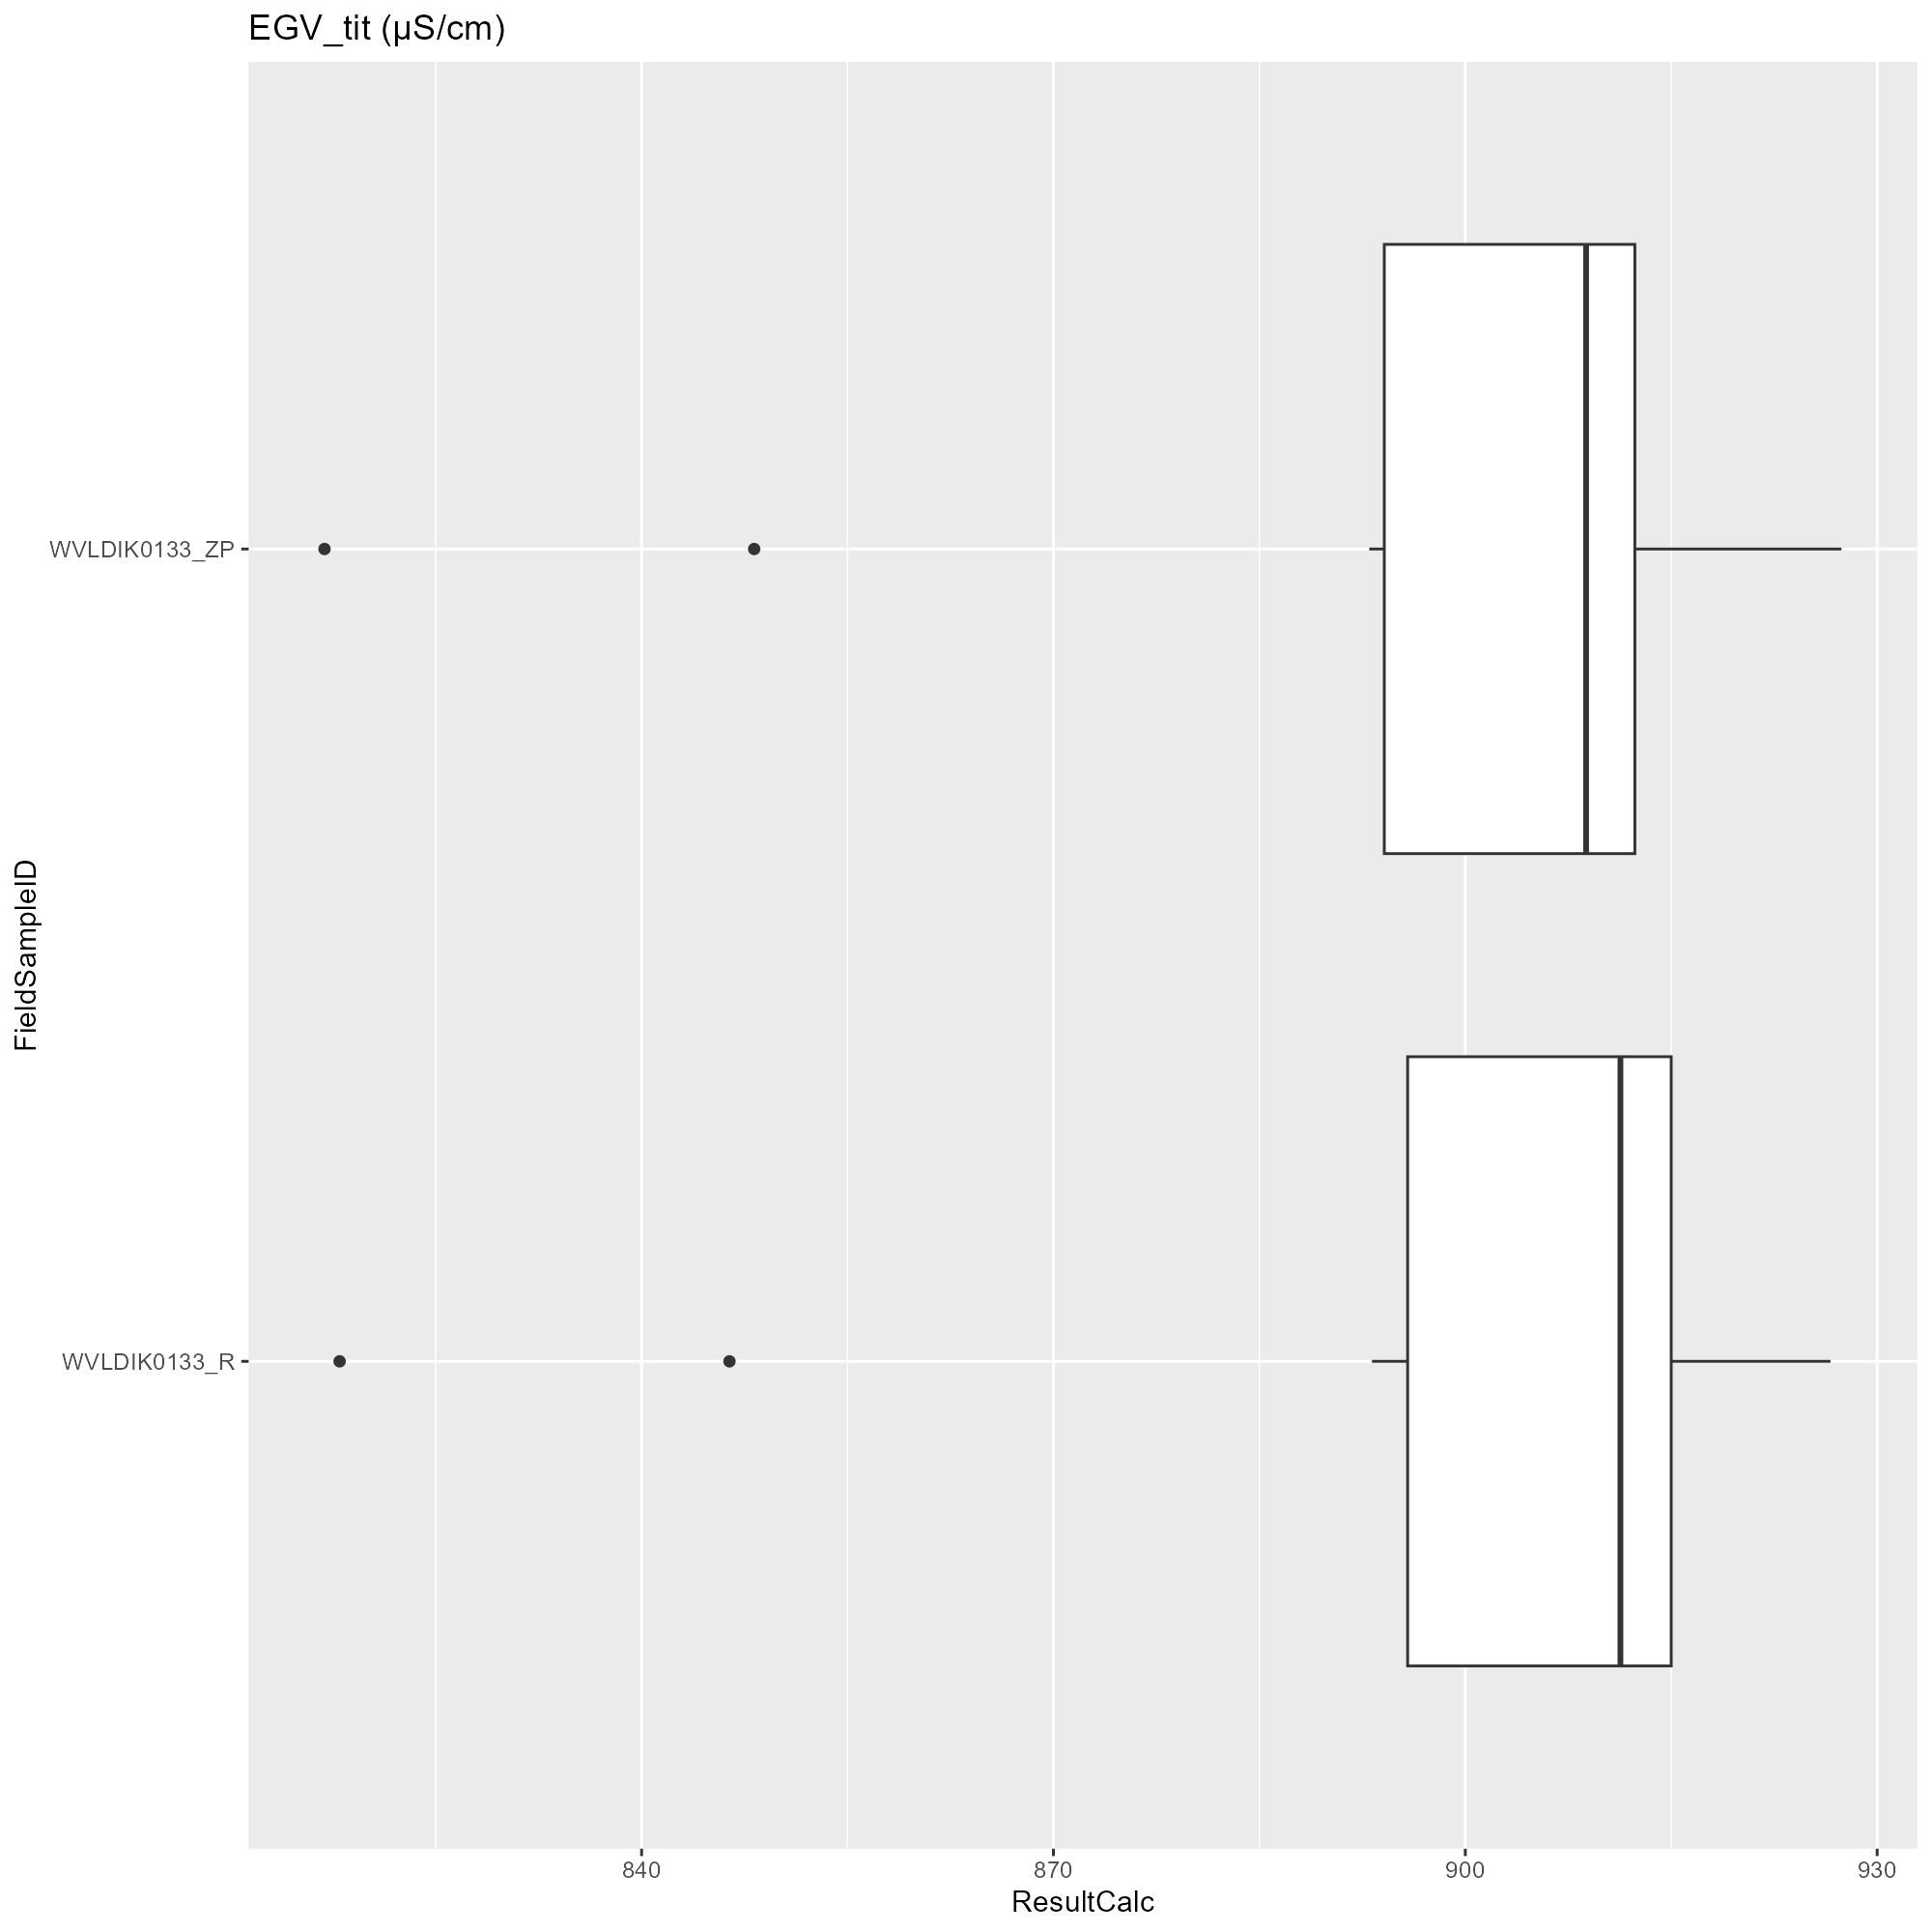 EGV_tit (µS/cm)
FieldSampleID
WVLDIK0133_ZP
WVLDIK0133_R
840 870 900 930
ResultCalc